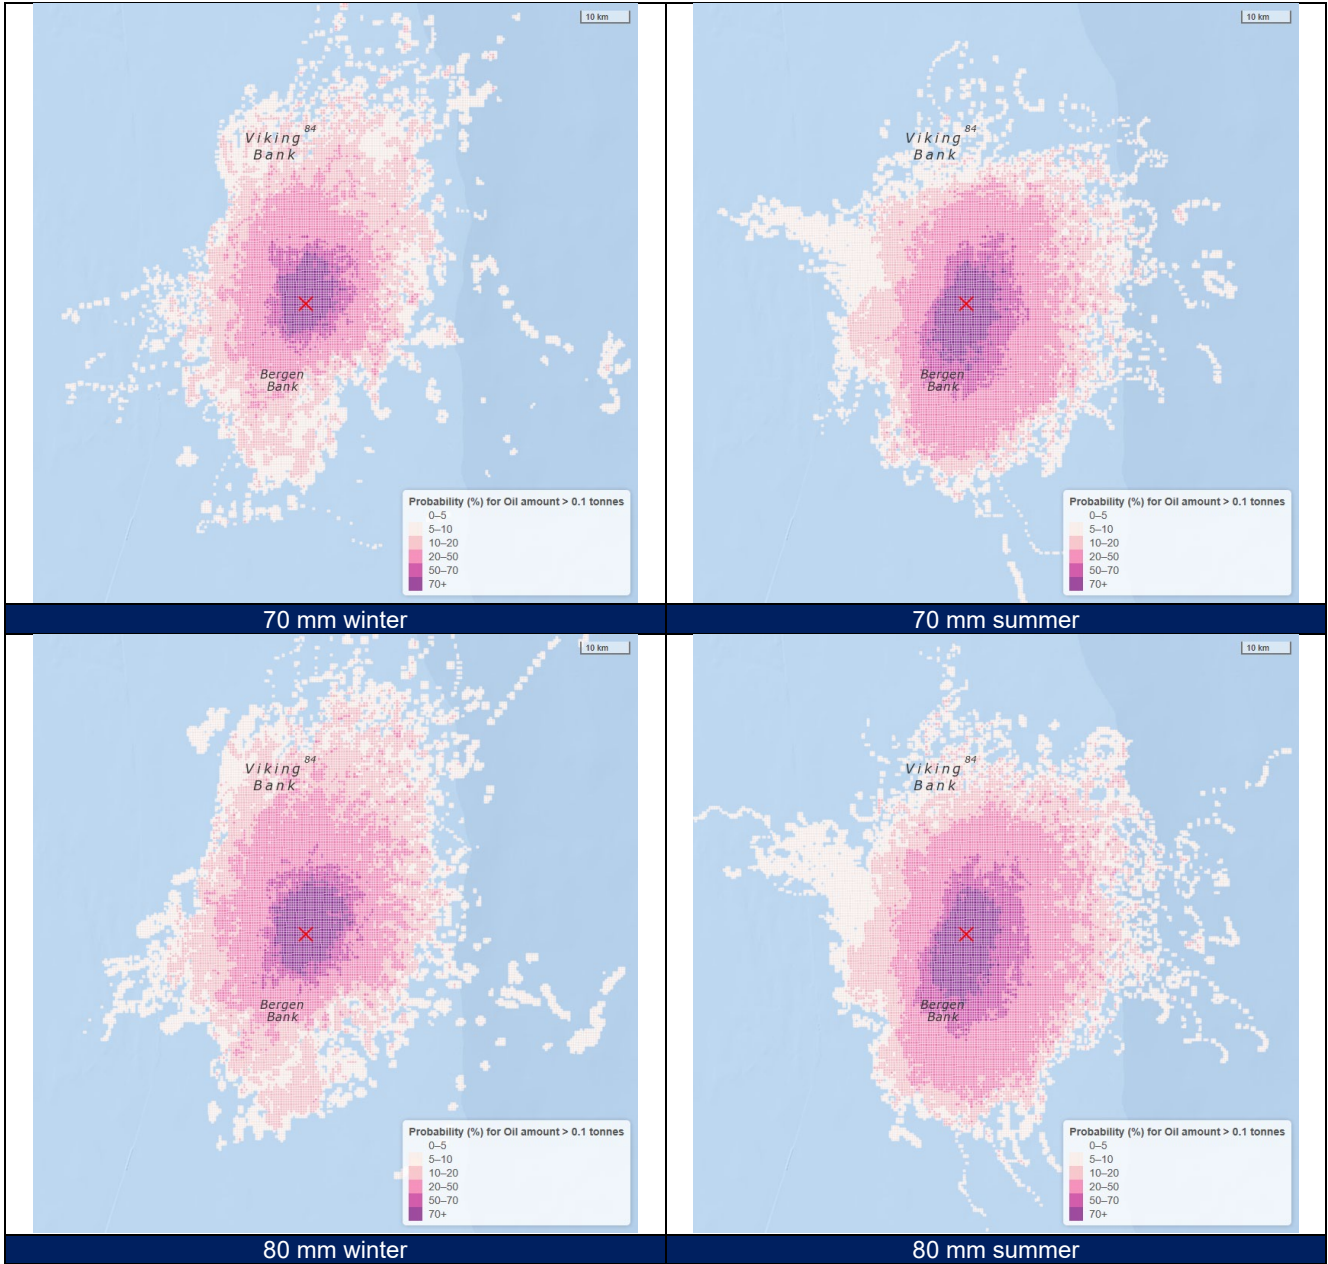 10 km
84
Viking
Bank
Bergen
Bank
Probability (%) for Oil amount > 0.1 tonnes
0–5
5–10
10–20
20–50
50–70
70+
70 mm winter
10 km
84
Viking
Bank
Bergen
Bank
Probability (%) for Oil amount > 0.1 tonnes
0–5
5–10
10–20
20–50
50–70
70+
70 mm summer
10 km
84
Viking
Bank
Bergen
Bank
Probability (%) for Oil amount > 0.1 tonnes
0–5
5–10
10–20
20–50
50–70
70+
80 mm winter
10 km
84
Viking
Bank
Bergen
Bank
Probability (%) for Oil amount > 0.1 tonnes
0–5
5–10
10–20
20–50
50–70
70+
80 mm summer